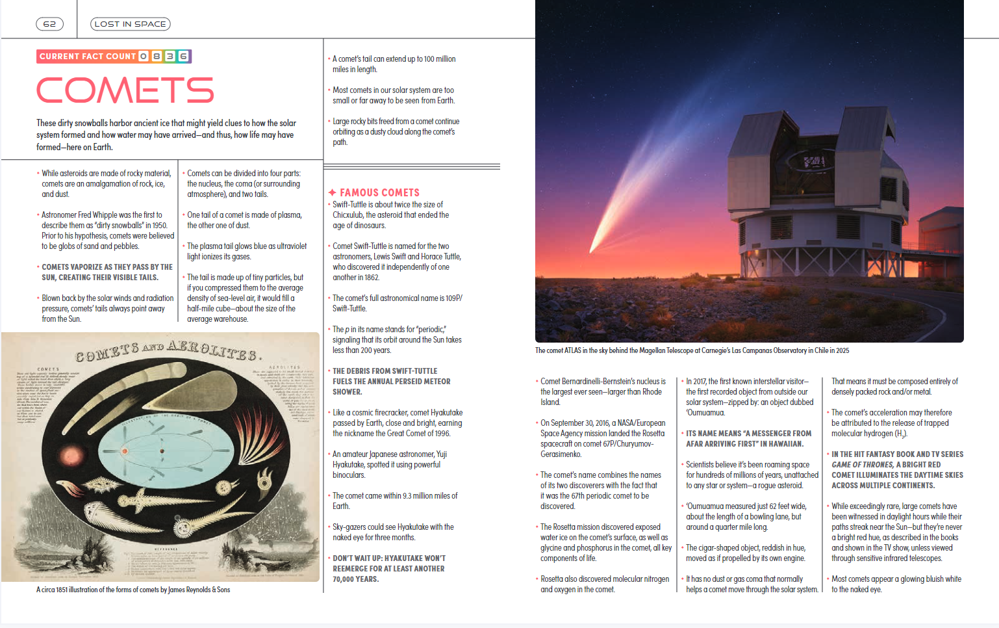 62
LOST IN SPACE
CURRENT FACT COUNT 0 8 3 6
COMETS
These dirty snowballs harbor ancient ice that might yield clues to how the solar
system formed and how water may have arrived—and thus, how life may have
formed—here on Earth.
• While asteroids are made of rocky material,
comets are an amalgamation of rock, ice,
and dust.
• Astronomer Fred Whipple was the first to
describe them as “dirty snowballs” in 1950.
Prior to his hypothesis, comets were believed
to be globs of sand and pebbles.
• COMETS VAPORIZE AS THEY PASS BY THE
SUN, CREATING THEIR VISIBLE TAILS.
• Blown back by the solar winds and radiation
pressure, comets’ tails always point away
from the Sun.
• Comets can be divided into four parts:
the nucleus, the coma (or surrounding
atmosphere), and two tails.
• One tail of a comet is made of plasma,
the other one of dust.
• The plasma tail glows blue as ultraviolet
light ionizes its gases.
• The tail is made up of tiny particles, but
if you compressed them to the average
density of sea-level air, it would fill a
half-mile cube—about the size of the
average warehouse.
COMETS AND AEROLITES.
COMETS
AEROLITES
ILLUSTRATION OF THE ORBIT OF A COMET
REFERENCE
A circa 1851 illustration of the forms of comets by James Reynolds & Sons
• A comet’s tail can extend up to 100 million
miles in length.
• Most comets in our solar system are too
small or far away to be seen from Earth.
• Large rocky bits freed from a comet continue
orbiting as a dusty cloud along the comet’s
path.
✦ FAMOUS COMETS
• Swift-Tuttle is about twice the size of
Chicxulub, the asteroid that ended the
age of dinosaurs.
• Comet Swift-Tuttle is named for the two
astronomers, Lewis Swift and Horace Tuttle,
who discovered it independently of one
another in 1862.
• The comet’s full astronomical name is 109P/
Swift-Tuttle.
• The p in its name stands for “periodic,”
signaling that its orbit around the Sun takes
less than 200 years.
• THE DEBRIS FROM SWIFT-TUTTLE
FUELS THE ANNUAL PERSEID METEOR
SHOWER.
• Like a cosmic firecracker, comet Hyakutake
passed by Earth, close and bright, earning
the nickname the Great Comet of 1996.
• An amateur Japanese astronomer, Yuji
Hyakutake, spotted it using powerful
binoculars.
• The comet came within 9.3 million miles of
Earth.
• Sky-gazers could see Hyakutake with the
naked eye for three months.
• DON’T WAIT UP: HYAKUTAKE WON’T
REEMERGE FOR AT LEAST ANOTHER
70,000 YEARS.
The comet ATLAS in the sky behind the Magellan Telescope at Carnegie’s Las Campanas Observatory in Chile in 2025
• Comet Bernardinelli-Bernstein’s nucleus is
the largest ever seen—larger than Rhode
Island.
• On September 30, 2016, a NASA/European
Space Agency mission landed the Rosetta
spacecraft on comet 67P/Churyumov-
Gerasimenko.
• The comet’s name combines the names
of its two discoverers with the fact that
it was the 67th periodic comet to be
discovered.
• The Rosetta mission discovered exposed
water ice on the comet’s surface, as well as
glycine and phosphorus in the comet, all key
components of life.
• Rosetta also discovered molecular nitrogen
and oxygen in the comet.
• In 2017, the first known interstellar visitor—
the first recorded object from outside our
solar system—zipped by: an object dubbed
‘Oumuamua.
• ITS NAME MEANS “A MESSENGER FROM
AFAR ARRIVING FIRST” IN HAWAIIAN.
• Scientists believe it’s been roaming space
for hundreds of millions of years, unattached
to any star or system—a rogue asteroid.
• ‘Oumuamua measured just 62 feet wide,
about the length of a bowling lane, but
around a quarter mile long.
• The cigar-shaped object, reddish in hue,
moved as if propelled by its own engine.
• It has no dust or gas coma that normally
helps a comet move through the solar system.
That means it must be composed entirely of
densely packed rock and/or metal.
• The comet’s acceleration may therefore
be attributed to the release of trapped
molecular hydrogen (H₂).
• IN THE HIT FANTASY BOOK AND TV SERIES
GAME OF THRONES, A BRIGHT RED
COMET ILLUMINATES THE DAYTIME SKIES
ACROSS MULTIPLE CONTINENTS.
• While exceedingly rare, large comets have
been witnessed in daylight hours while their
paths streak near the Sun—but they’re never
a bright red hue, as described in the books
and shown in the TV show, unless viewed
through sensitive infrared telescopes.
• Most comets appear a glowing bluish white
to the naked eye.